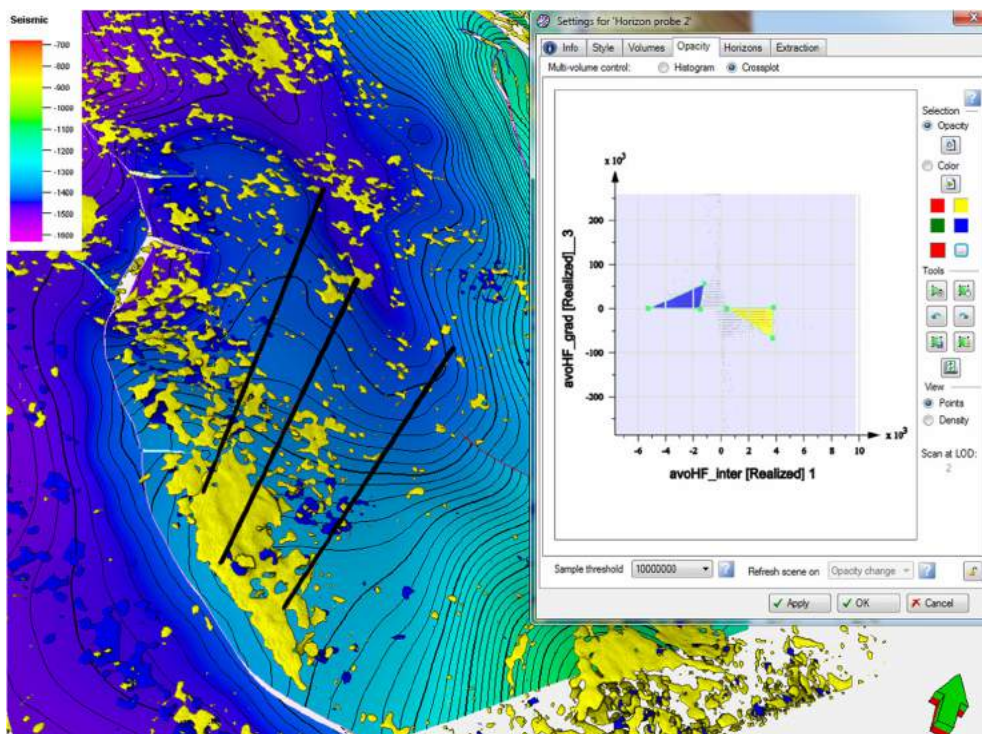 Seismic
-700
-800
-900
-1000
-1100
-1200
-1300
-1400
-1500
-1600
Settings for 'Horizon probe 2'
Info Style Volumes Opacity Horizons Extraction
Multi-volume control: Histogram Crossplot
Selection
Opacity
Color
Tools
View
Points
Density
Scan at LOD:
2
x 10³
200
100
0
-100
-300
avoHF_grad [Realized]__3
-6 -4 -2 0 2 4 6 8 10 x 10³
avoHF_inter [Realized] 1
Sample threshold 10000000 Refresh scene on Opacity change
Apply OK Cancel